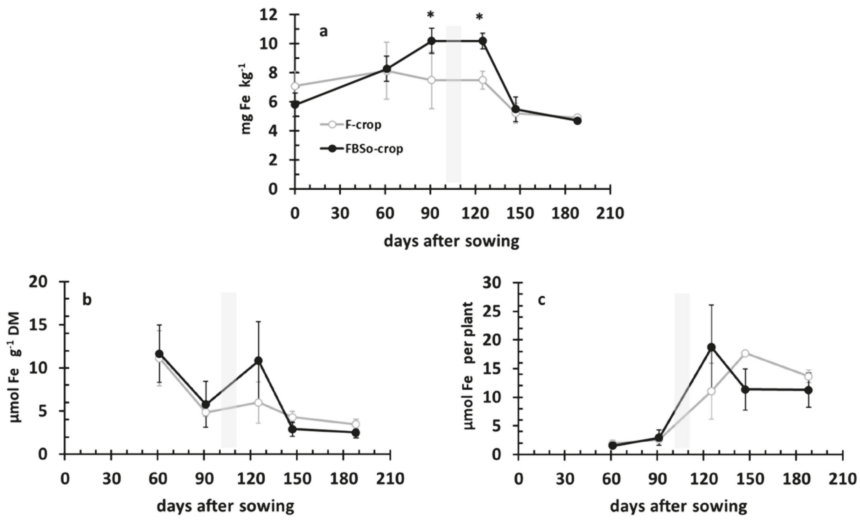 a
* *
12
10
8
6
4
2
0
mg Fe kg-1
F-crop
FBSo-crop
0 30 60 90 120 150 180 210
days after sowing
b
20
15
10
5
0
µmol Fe g-1 DM
0 30 60 90 120 150 180 210
days after sowing
c
30
25
20
15
10
5
0
µmol Fe per plant
0 30 60 90 120 150 180 210
days after sowing